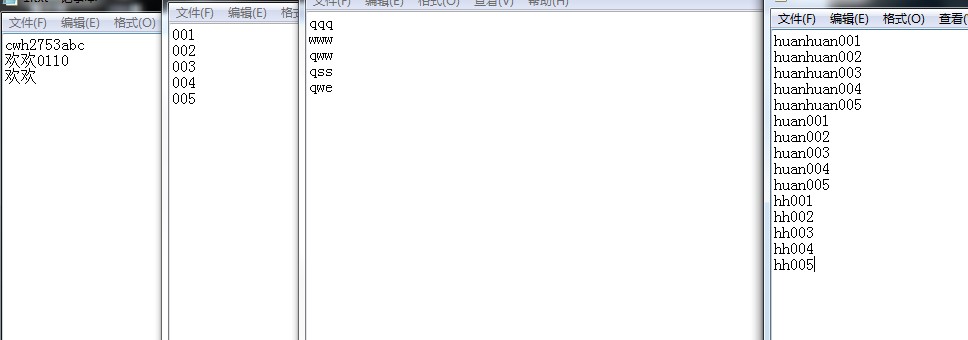 文件(F) 编辑(E) 格式(O)
cwh2753abc
欢欢0110
欢欢
文件(F) 编辑(E)
001
002
003
004
005
文件(F) 编辑(E) 格式(O) 查看(V) 帮助(H)
qqq
www
qww
qss
qwe
文件(F) 编辑(E) 格式(O) 查看(
huanhuan001
huanhuan002
huanhuan003
huanhuan004
huanhuan005
huan001
huan002
huan003
huan004
huan005
hh001
hh002
hh003
hh004
hh005